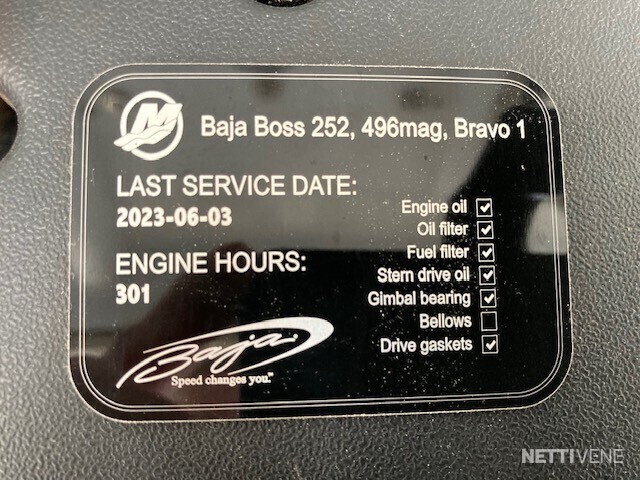 M
Baja Boss 252, 496mag, Bravo 1
LAST SERVICE DATE:
2023-06-03
ENGINE HOURS:
301
Engine oil
Oil filter
Fuel filter
Stern drive oil
Gimbal bearing
Bellows
Drive gaskets
Baja
Speed changes you.™
NETTIVENE